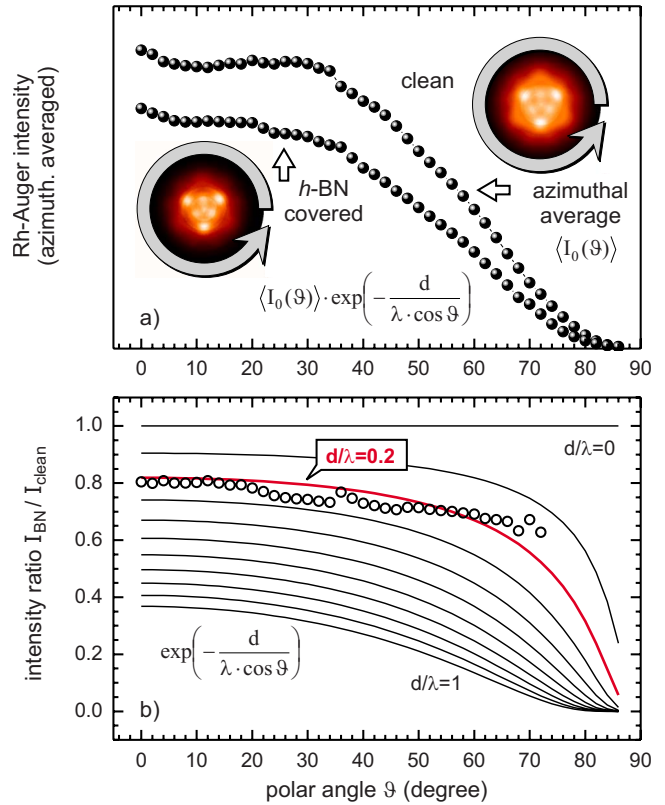 Rh-Auger intensity
(azimuth. averaged)
clean
h-BN
covered
azimuthal
average
⟨I₀(ϑ)⟩
⟨I₀(ϑ)⟩ · exp(− d / (λ · cos ϑ))
a)
0 10 20 30 40 50 60 70 80 90
intensity ratio I_BN / I_clean
1.0
0.8
0.6
0.4
0.2
0.0
d/λ=0
d/λ=0.2
exp(− d / (λ · cos ϑ))
d/λ=1
b)
0 10 20 30 40 50 60 70 80 90
polar angle ϑ (degree)